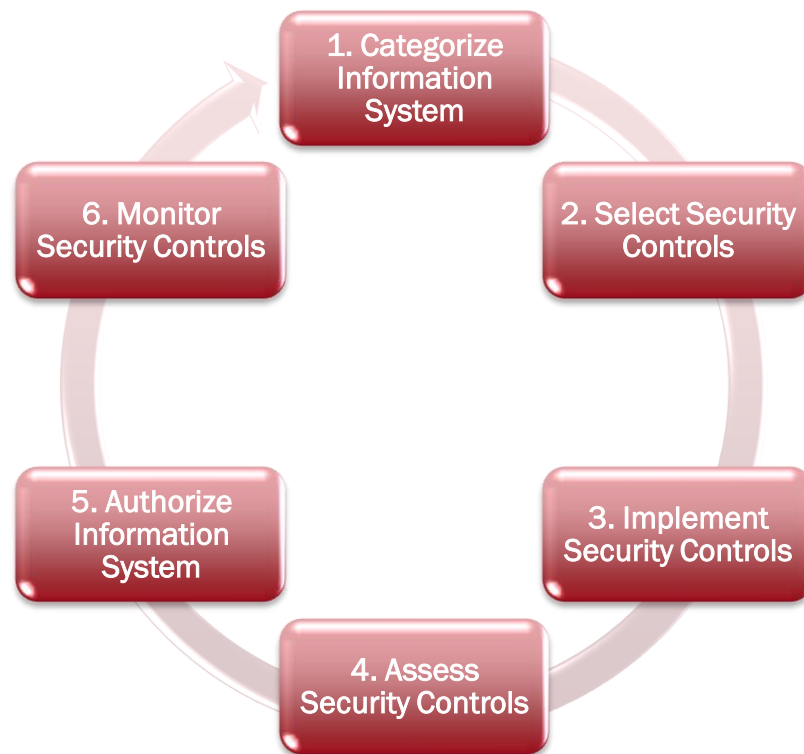 1. Categorize
Information
System
2. Select Security
Controls
3. Implement
Security Controls
4. Assess
Security Controls
5. Authorize
Information
System
6. Monitor
Security Controls